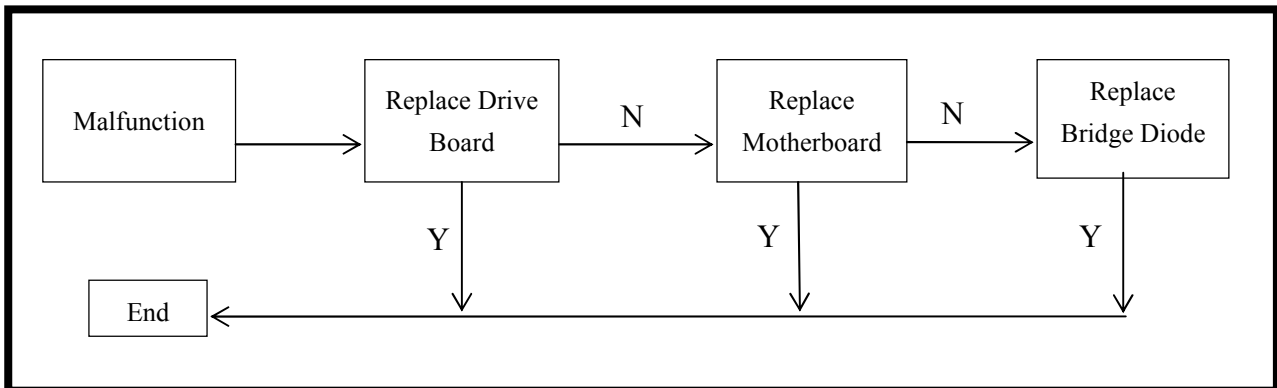 Malfunction
Replace Drive
Board
N
Replace
Motherboard
N
Replace
Bridge Diode
Y
Y
Y
End